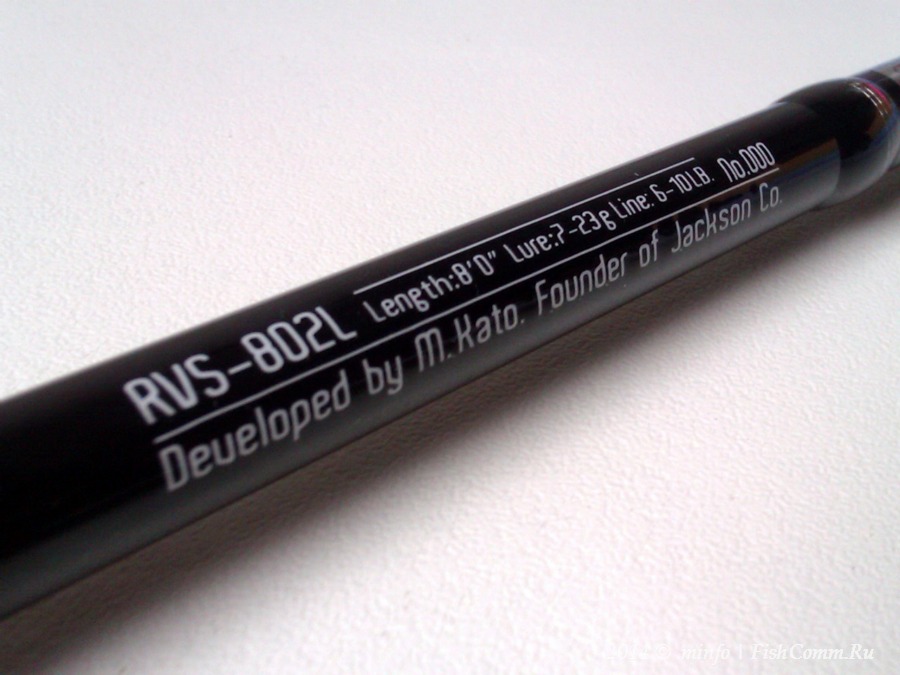 RVS-802L Length:8'0" Lure:7-23g Line: 6-10LB. No.000
Developed by M.Kato. Founder of Jackson Co.
minfo | FishComm.Ru